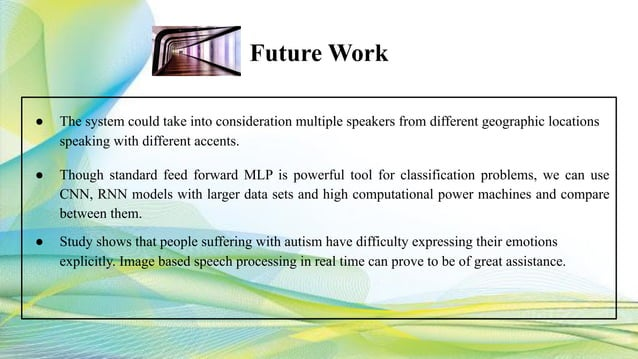 Future Work
● The system could take into consideration multiple speakers from different geographic locations
speaking with different accents.
● Though standard feed forward MLP is powerful tool for classification problems, we can use
CNN, RNN models with larger data sets and high computational power machines and compare
between them.
● Study shows that people suffering with autism have difficulty expressing their emotions
explicitly. Image based speech processing in real time can prove to be of great assistance.